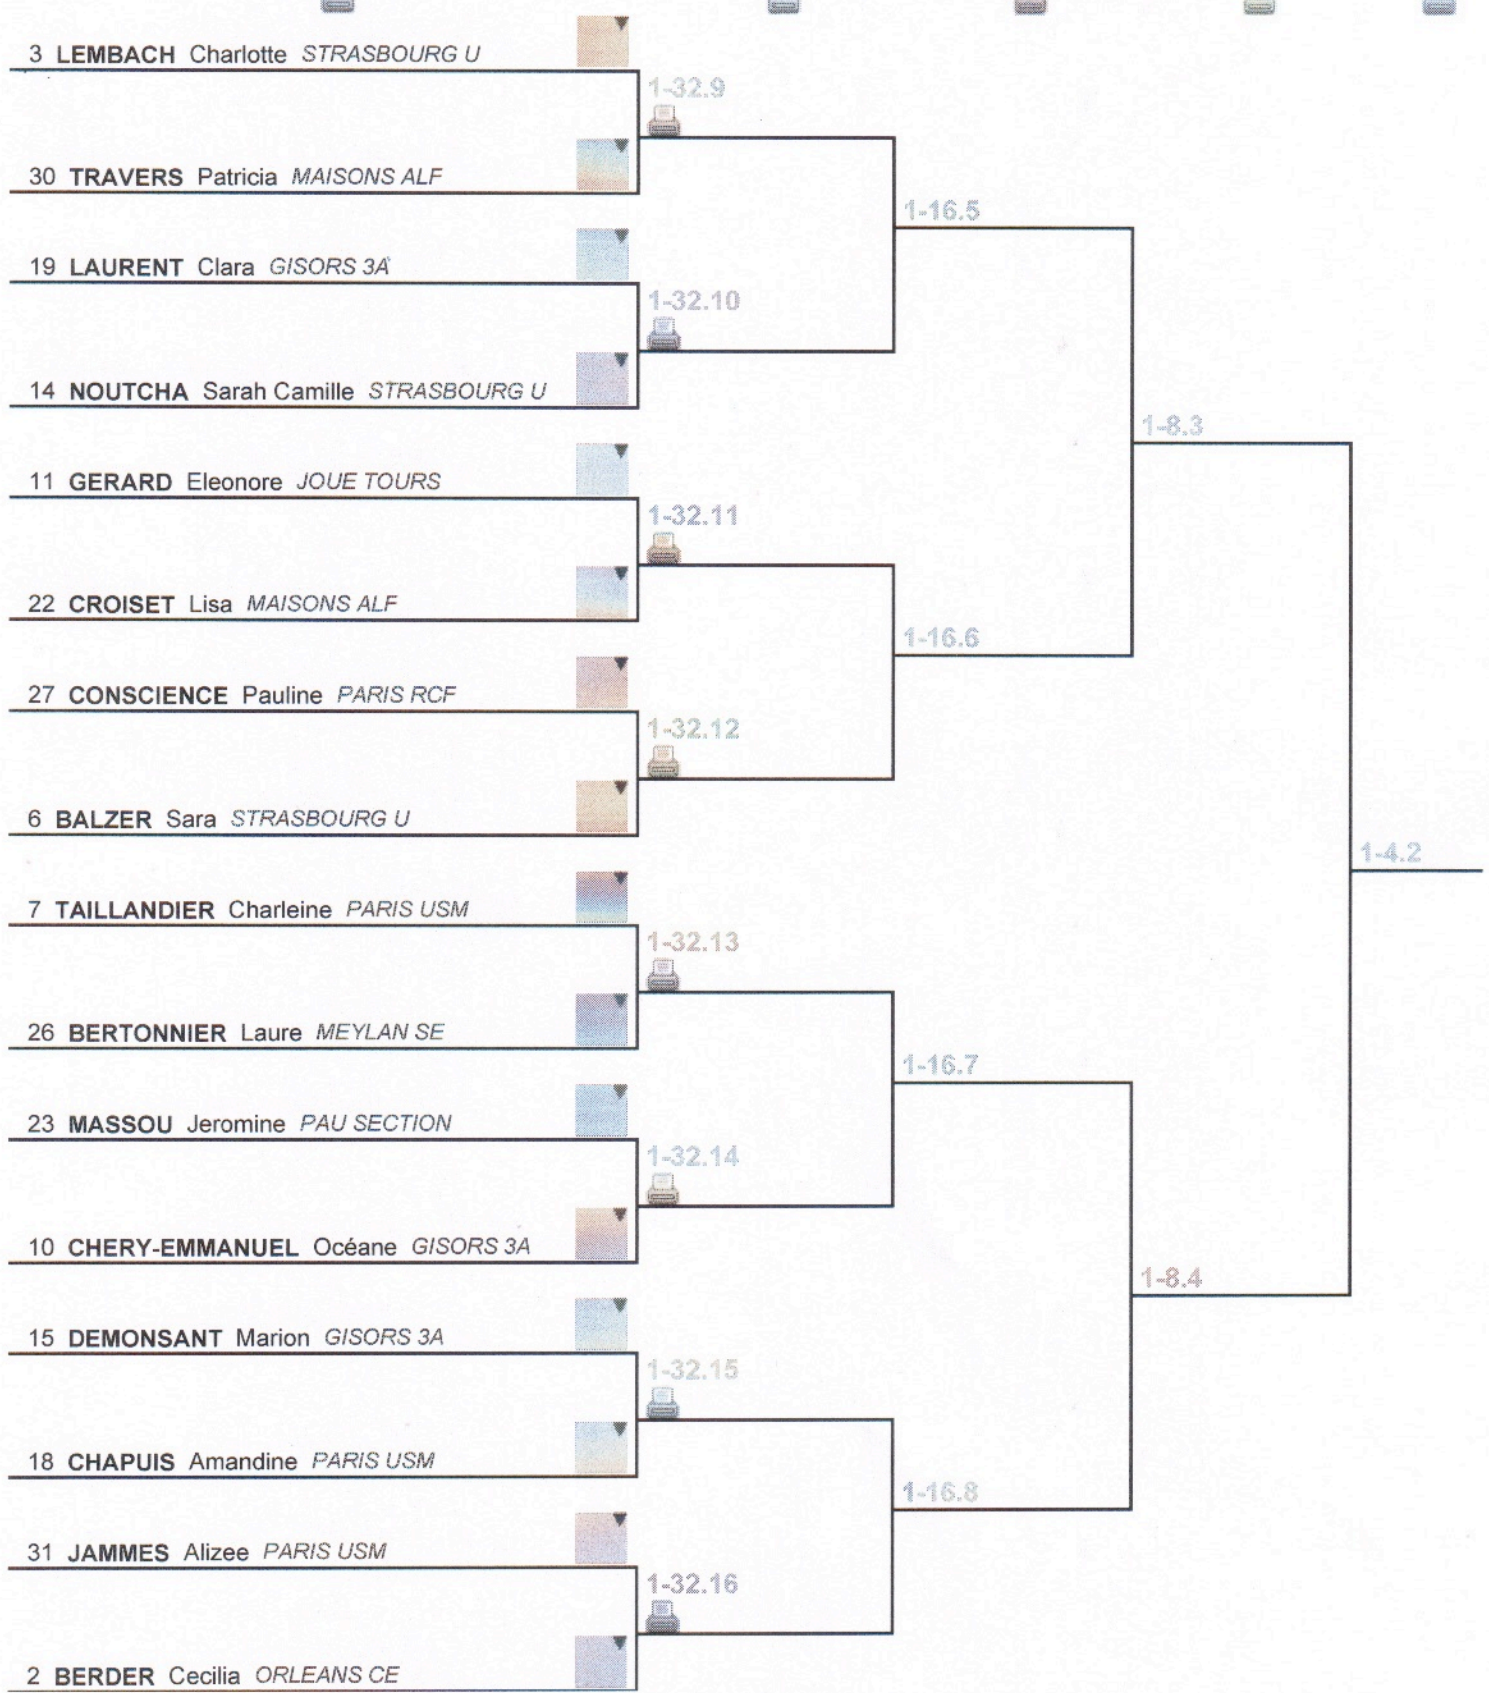 3 LEMBACH Charlotte STRASBOURG U
1-32.9
30 TRAVERS Patricia MAISONS ALF
1-16.5
19 LAURENT Clara GISORS 3A
1-32.10
14 NOUTCHA Sarah Camille STRASBOURG U
1-8.3
11 GERARD Eleonore JOUE TOURS
1-32.11
22 CROISET Lisa MAISONS ALF
1-16.6
27 CONSCIENCE Pauline PARIS RCF
1-32.12
6 BALZER Sara STRASBOURG U
1-4.2
7 TAILLANDIER Charleine PARIS USM
1-32.13
26 BERTONNIER Laure MEYLAN SE
1-16.7
23 MASSOU Jeromine PAU SECTION
1-32.14
10 CHERY-EMMANUEL Océane GISORS 3A
1-8.4
15 DEMONSANT Marion GISORS 3A
1-32.15
18 CHAPUIS Amandine PARIS USM
1-16.8
31 JAMMES Alizee PARIS USM
1-32.16
2 BERDER Cecilia ORLEANS CE